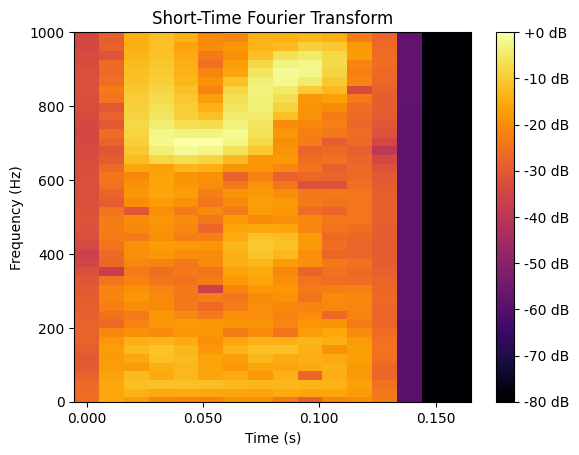 Short-Time Fourier Transform
Frequency (Hz)
1000
800
600
400
200
0
0.000
0.050
0.100
0.150
Time (s)
+0 dB
-10 dB
-20 dB
-30 dB
-40 dB
-50 dB
-60 dB
-70 dB
-80 dB